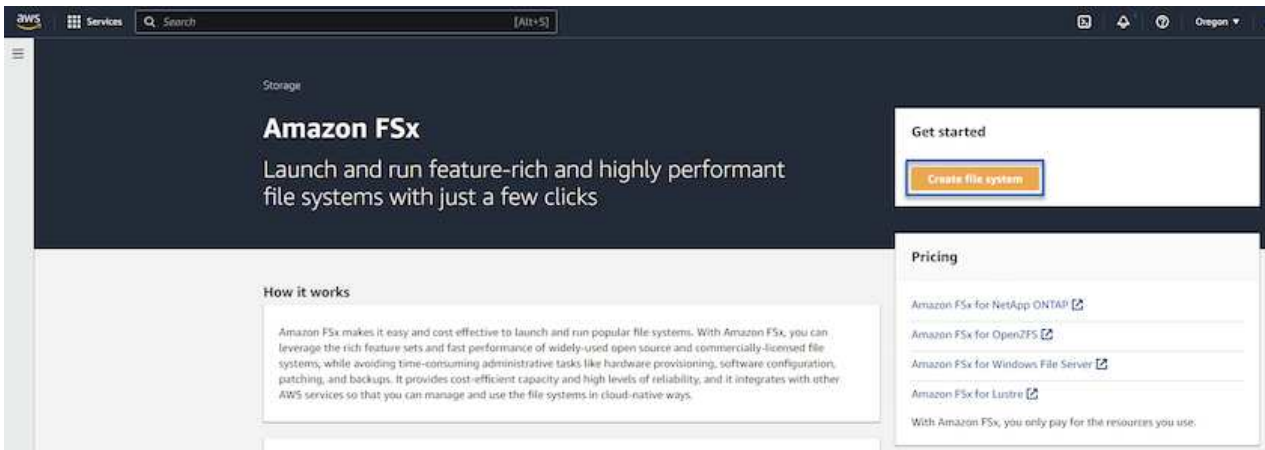 aws
Services
Search
[Alt+S]
Oregon
Storage
Amazon FSx
Launch and run feature-rich and highly performant
file systems with just a few clicks
Get started
Create file system
Pricing
Amazon FSx for NetApp ONTAP
Amazon FSx for OpenZFS
Amazon FSx for Windows File Server
Amazon FSx for Lustre
With Amazon FSx, you only pay for the resources you use.
How it works
Amazon FSx makes it easy and cost effective to launch and run popular file systems. With Amazon FSx, you can
leverage the rich feature sets and fast performance of widely-used open source and commercially-licensed file
systems, while avoiding time-consuming administrative tasks like hardware provisioning, software configuration,
patching, and backups. It provides cost-efficient capacity and high levels of reliability, and it integrates with other
AWS services so that you can manage and use the file systems in cloud-native ways.